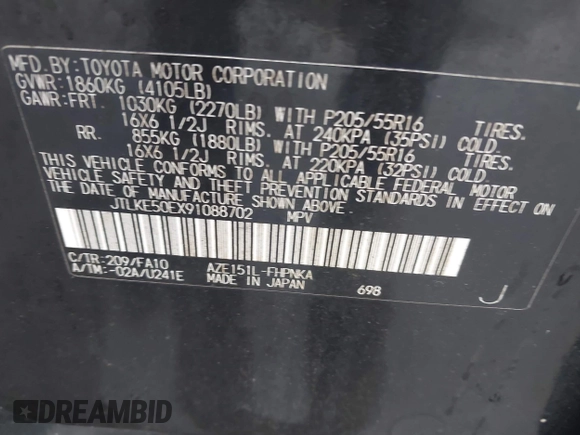 MFD.BY:TOYOTA MOTOR CORPORATION
GVWR:1860KG (4105LB)
GAWR:FRT. 1030KG (2270LB) WITH P205/55R16 TIRES.
16X6 1/2J RIMS. AT 240KPA (35PSI) COLD.
RR. 855KG (1880LB) WITH P205/55R16 TIRES.
16X6 1/2J RIMS. AT 220KPA (32PSI) COLD.
THIS VEHICLE CONFORMS TO ALL APPLICABLE FEDERAL MOTOR
VEHICLE SAFETY AND THEFT PREVENTION STANDARDS IN EFFECT ON
THE DATE OF MANUFACTURE SHOWN ABOVE.
JTLKE50EX91088702 MPV
C/TR:209/FA10 AZE151L-FHPNKA
A/TM:-02A/U241E MADE IN JAPAN 698 J
DREAMBID